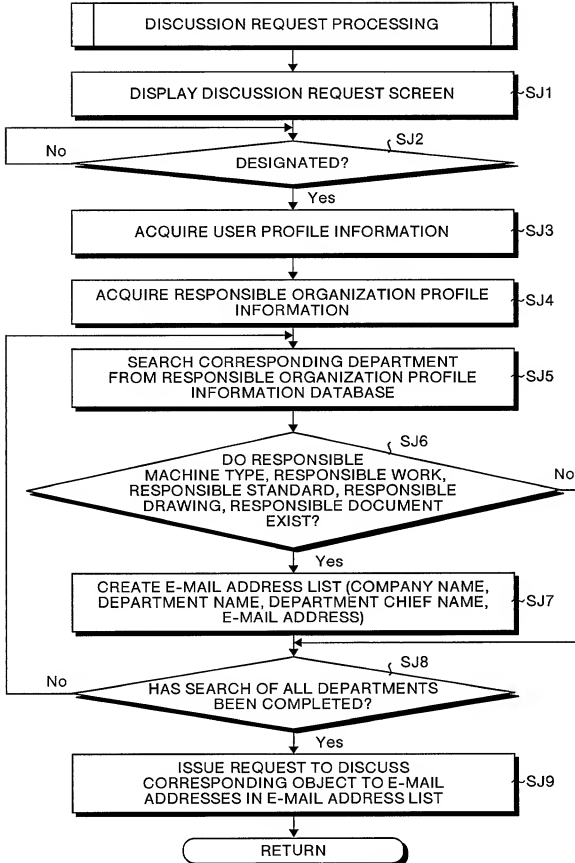 DISCUSSION REQUEST PROCESSING
DISPLAY DISCUSSION REQUEST SCREEN
SJ1
SJ2
No
DESIGNATED?
Yes
ACQUIRE USER PROFILE INFORMATION
SJ3
ACQUIRE RESPONSIBLE ORGANIZATION PROFILE
INFORMATION
SJ4
SEARCH CORRESPONDING DEPARTMENT
FROM RESPONSIBLE ORGANIZATION PROFILE
INFORMATION DATABASE
SJ5
SJ6
DO RESPONSIBLE
MACHINE TYPE, RESPONSIBLE WORK,
RESPONSIBLE STANDARD, RESPONSIBLE
DRAWING, RESPONSIBLE DOCUMENT
EXIST?
No
Yes
CREATE E-MAIL ADDRESS LIST (COMPANY NAME,
DEPARTMENT NAME, DEPARTMENT CHIEF NAME,
E-MAIL ADDRESS)
SJ7
SJ8
No
HAS SEARCH OF ALL DEPARTMENTS
BEEN COMPLETED?
Yes
ISSUE REQUEST TO DISCUSS
CORRESPONDING OBJECT TO E-MAIL
ADDRESSES IN E-MAIL ADDRESS LIST
SJ9
RETURN